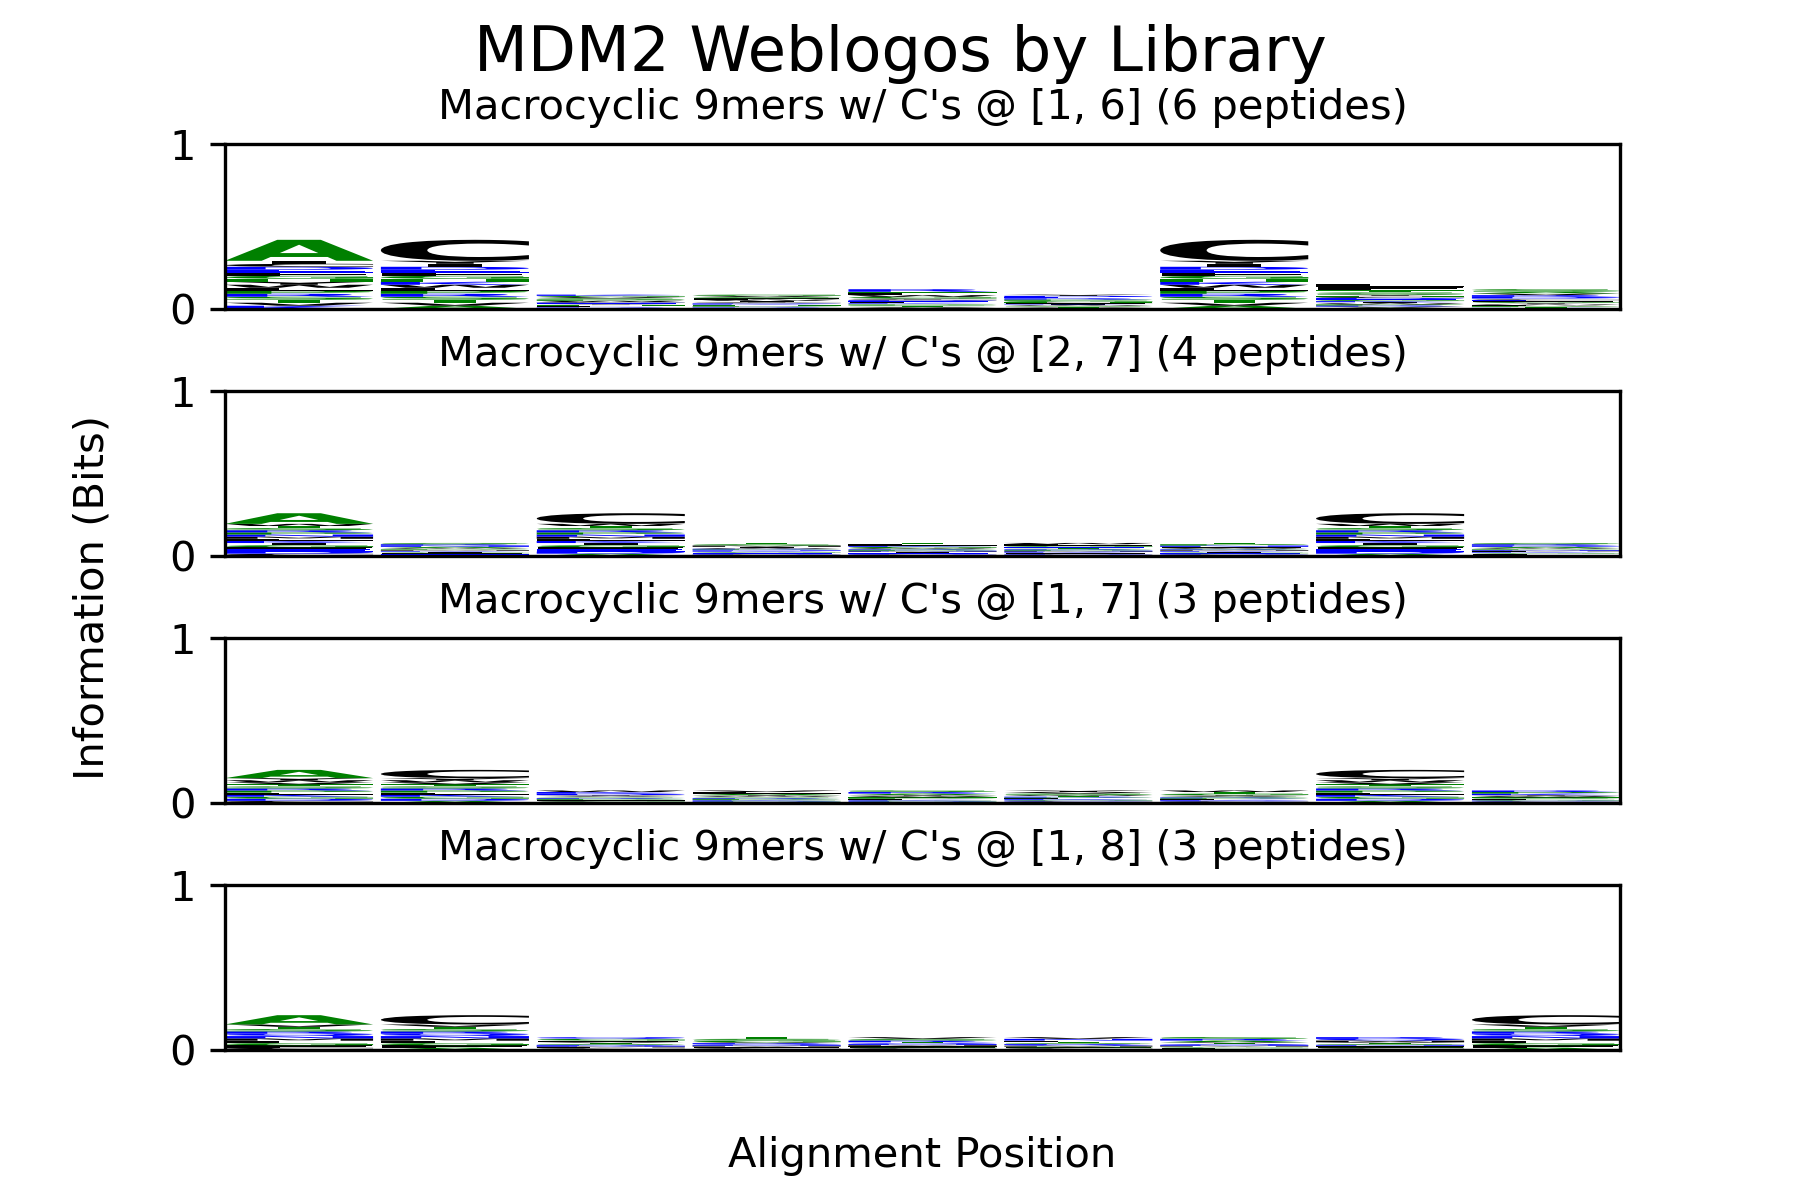 MDM2 Weblogos by Library
Macrocyclic 9mers w/ C's @ [1, 6] (6 peptides)
1
A C C
0
Macrocyclic 9mers w/ C's @ [2, 7] (4 peptides)
1
A C C
0
Information (Bits)
Macrocyclic 9mers w/ C's @ [1, 7] (3 peptides)
1
A C C
0
Macrocyclic 9mers w/ C's @ [1, 8] (3 peptides)
1
A C C
0
Alignment Position